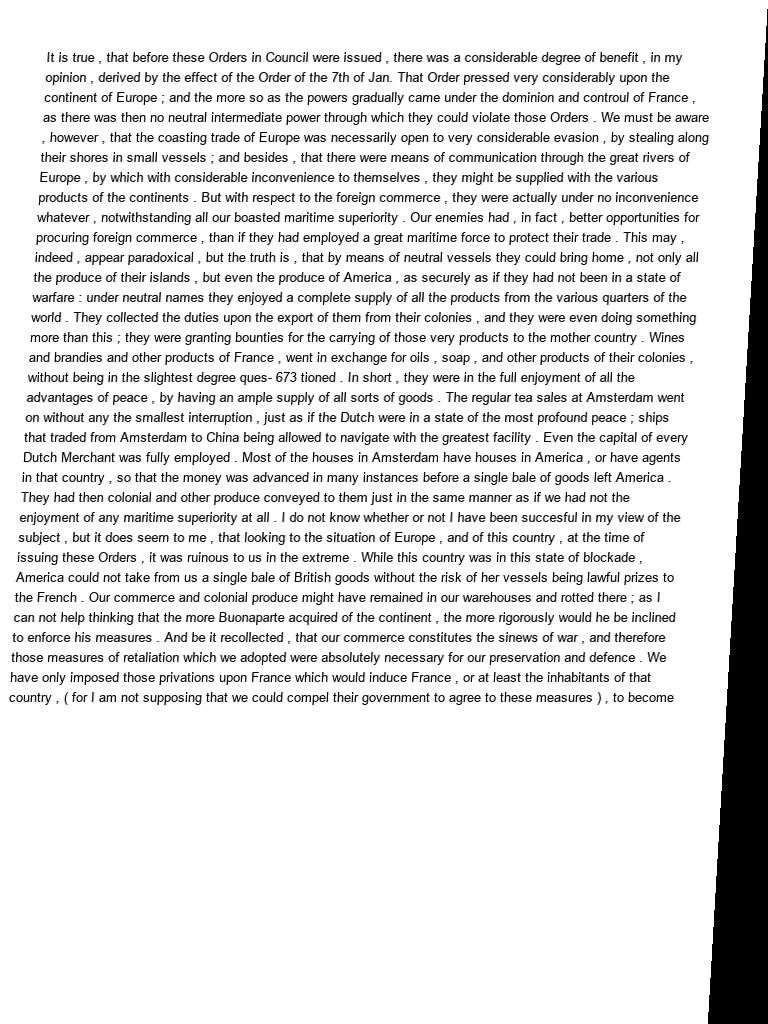 It is true , that before these Orders in Council were issued , there was a considerable degree of benefit , in my
opinion , derived by the effect of the Order of the 7th of Jan. That Order pressed very considerably upon the
continent of Europe ; and the more so as the powers gradually came under the dominion and controul of France ,
as there was then no neutral intermediate power through which they could violate those Orders . We must be aware
, however , that the coasting trade of Europe was necessarily open to very considerable evasion , by stealing along
their shores in small vessels ; and besides , that there were means of communication through the great rivers of
Europe , by which with considerable inconvenience to themselves , they might be supplied with the various
products of the continents . But with respect to the foreign commerce , they were actually under no inconvenience
whatever , notwithstanding all our boasted maritime superiority . Our enemies had , in fact , better opportunities for
procuring foreign commerce , than if they had employed a great maritime force to protect their trade . This may ,
indeed , appear paradoxical , but the truth is , that by means of neutral vessels they could bring home , not only all
the produce of their islands , but even the produce of America , as securely as if they had not been in a state of
warfare : under neutral names they enjoyed a complete supply of all the products from the various quarters of the
world . They collected the duties upon the export of them from their colonies , and they were even doing something
more than this ; they were granting bounties for the carrying of those very products to the mother country . Wines
and brandies and other products of France , went in exchange for oils , soap , and other products of their colonies ,
without being in the slightest degree ques- 673 tioned . In short , they were in the full enjoyment of all the
advantages of peace , by having an ample supply of all sorts of goods . The regular tea sales at Amsterdam went
on without any the smallest interruption , just as if the Dutch were in a state of the most profound peace ; ships
that traded from Amsterdam to China being allowed to navigate with the greatest facility . Even the capital of every
Dutch Merchant was fully employed . Most of the houses in Amsterdam have houses in America , or have agents
in that country , so that the money was advanced in many instances before a single bale of goods left America .
They had then colonial and other produce conveyed to them just in the same manner as if we had not the
enjoyment of any maritime superiority at all . I do not know whether or not I have been succesful in my view of the
subject , but it does seem to me , that looking to the situation of Europe , and of this country , at the time of
issuing these Orders , it was ruinous to us in the extreme . While this country was in this state of blockade ,
America could not take from us a single bale of British goods without the risk of her vessels being lawful prizes to
the French . Our commerce and colonial produce might have remained in our warehouses and rotted there ; as I
can not help thinking that the more Buonaparte acquired of the continent , the more rigorously would he be inclined
to enforce his measures . And be it recollected , that our commerce constitutes the sinews of war , and therefore
those measures of retaliation which we adopted were absolutely necessary for our preservation and defence . We
have only imposed those privations upon France which would induce France , or at least the inhabitants of that
country , ( for I am not supposing that we could compel their government to agree to these measures ) , to become